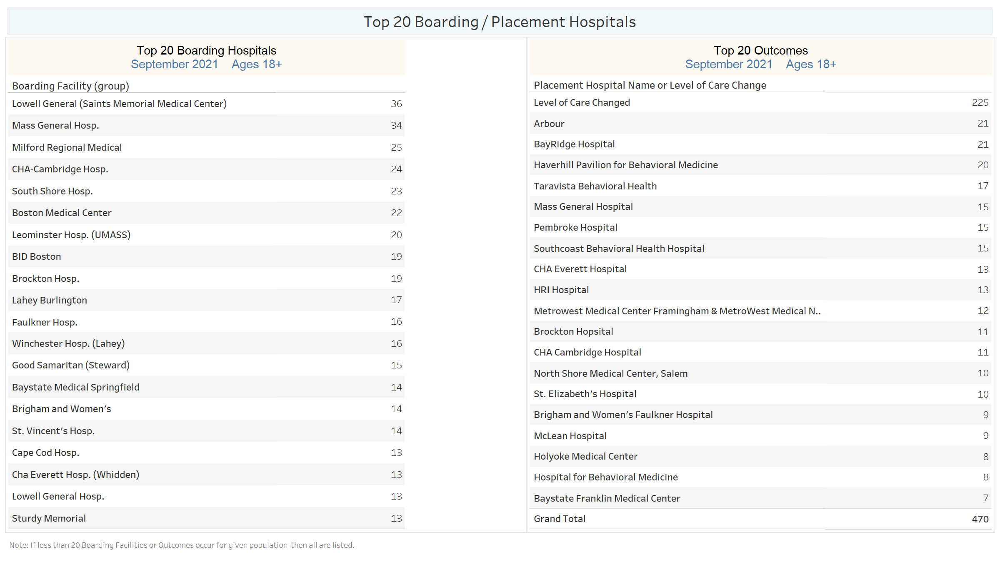 Top 20 Boarding / Placement Hospitals
Top 20 Boarding Hospitals
September 2021 Ages 18+
Boarding Facility (group)
Lowell General (Saints Memorial Medical Center) 36
Mass General Hosp. 34
Milford Regional Medical 25
CHA-Cambridge Hosp. 24
South Shore Hosp. 23
Boston Medical Center 22
Leominster Hosp. (UMASS) 20
BID Boston 19
Brockton Hosp. 19
Lahey Burlington 17
Faulkner Hosp. 16
Winchester Hosp. (Lahey) 16
Good Samaritan (Steward) 15
Baystate Medical Springfield 14
Brigham and Women's 14
St. Vincent's Hosp. 14
Cape Cod Hosp. 13
Cha Everett Hosp. (Whidden) 13
Lowell General Hosp. 13
Sturdy Memorial 13
Top 20 Outcomes
September 2021 Ages 18+
Placement Hospital Name or Level of Care Change
Level of Care Changed 225
Arbour 21
BayRidge Hospital 21
Haverhill Pavilion for Behavioral Medicine 20
Taravista Behavioral Health 17
Mass General Hospital 15
Pembroke Hospital 15
Southcoast Behavioral Health Hospital 15
CHA Everett Hospital 13
HRI Hospital 13
Metrowest Medical Center Framingham & MetroWest Medical N.. 12
Brockton Hopsital 11
CHA Cambridge Hospital 11
North Shore Medical Center, Salem 10
St. Elizabeth's Hospital 10
Brigham and Women's Faulkner Hospital 9
McLean Hospital 9
Holyoke Medical Center 8
Hospital for Behavioral Medicine 8
Baystate Franklin Medical Center 7
Grand Total 470
Note: If less than 20 Boarding Facilities or Outcomes occur for given population then all are listed.